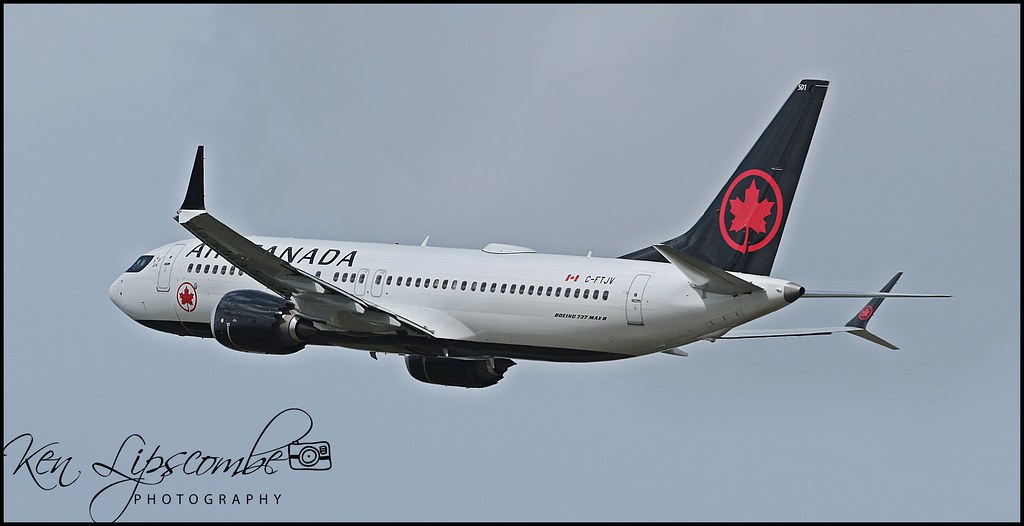 501
AIR CANADA
C-FTJV
BOEING 737 MAX 8
Ken Lipscombe
PHOTOGRAPHY